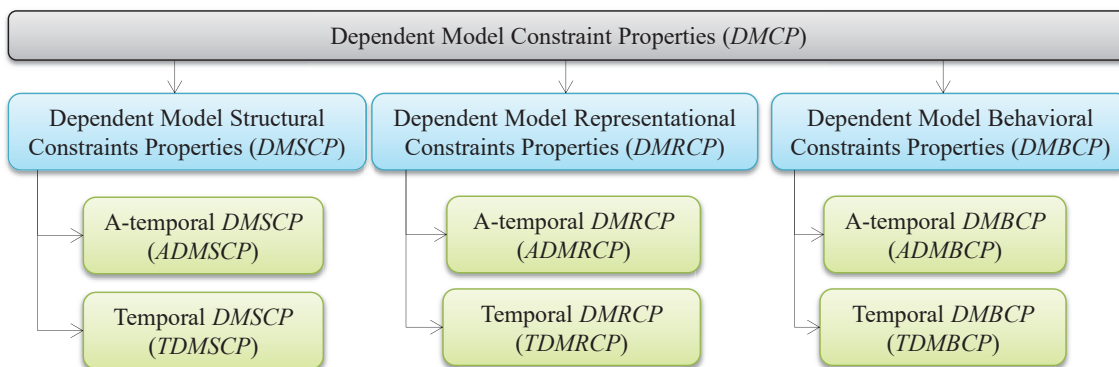 Dependent Model Constraint Properties (DMCP)
Dependent Model Structural
Constraints Properties (DMSCP)
Dependent Model Representational
Constraints Properties (DMRCP)
Dependent Model Behavioral
Constraints Properties (DMBCP)
A-temporal DMSCP
(ADMSCP)
A-temporal DMRCP
(ADMRCP)
A-temporal DMBCP
(ADMBCP)
Temporal DMSCP
(TDMSCP)
Temporal DMRCP
(TDMRCP)
Temporal DMBCP
(TDMBCP)